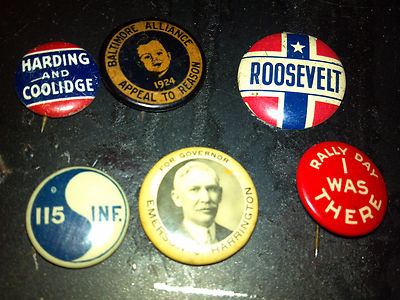 HARDING
AND
COOLIDGE
BALTIMORE ALLIANCE
1924
APPEAL TO REASON
ROOSEVELT
115 INF.
FOR GOVERNOR
EMERSON C. HARRINGTON
RALLY DAY
I
WAS
THERE